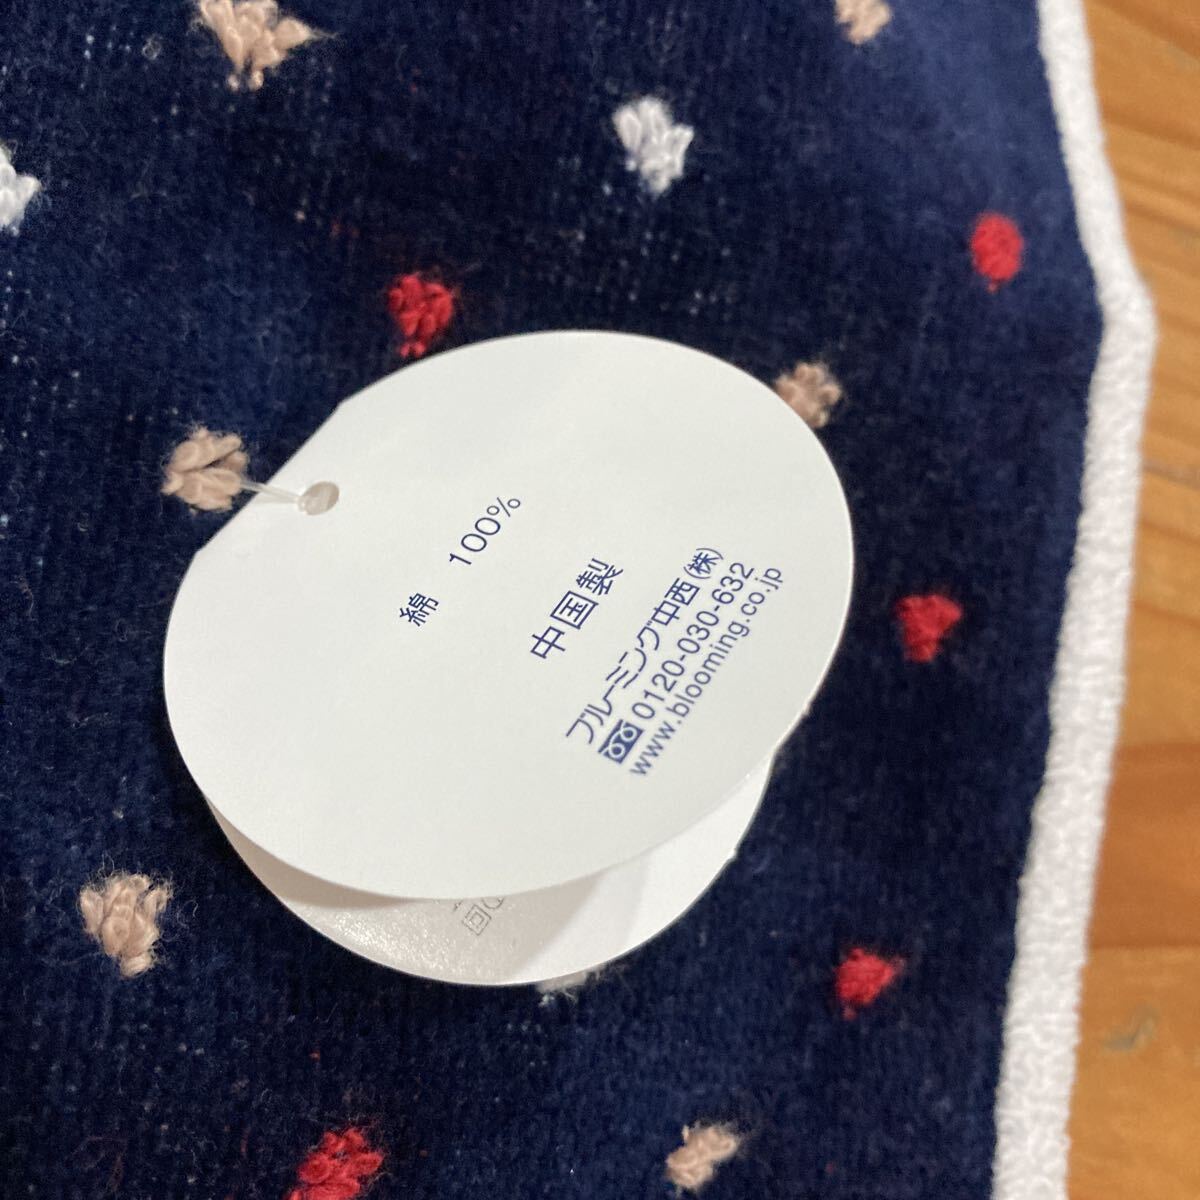 綿 100%
中国製
ブルーミング中西(株)
0120-030-632
www.blooming.co.jp